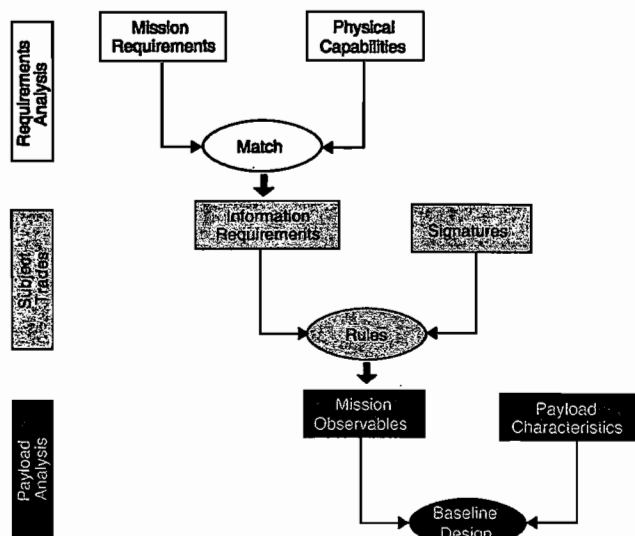 Requirements
Analysis
Mission
Requirements
Physical
Capabilities
Match
Subject
Trades
Information
Requirements
Signatures
Rules
Payload
Analysis
Mission
Observables
Payload
Characteristics
Baseline
Design